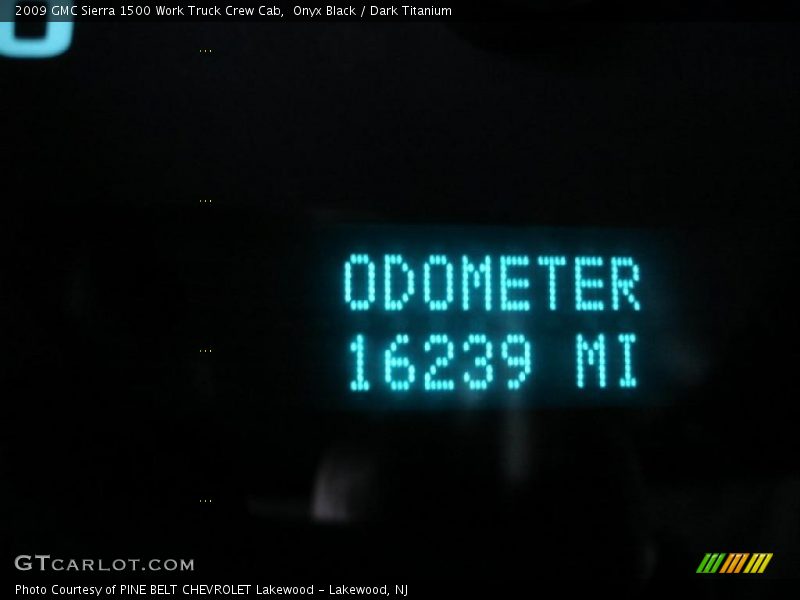 2009 GMC Sierra 1500 Work Truck Crew Cab,  Onyx Black / Dark Titanium
ODOMETER
16239 MI
GTCARLOT.COM
Photo Courtesy of PINE BELT CHEVROLET Lakewood - Lakewood, NJ